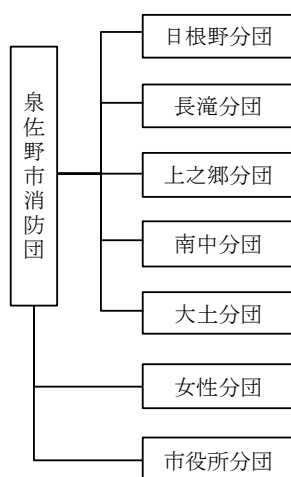 泉佐野市消防団
日根野分団
長滝分団
上之郷分団
南中分団
大土分団
女性分団
市役所分団